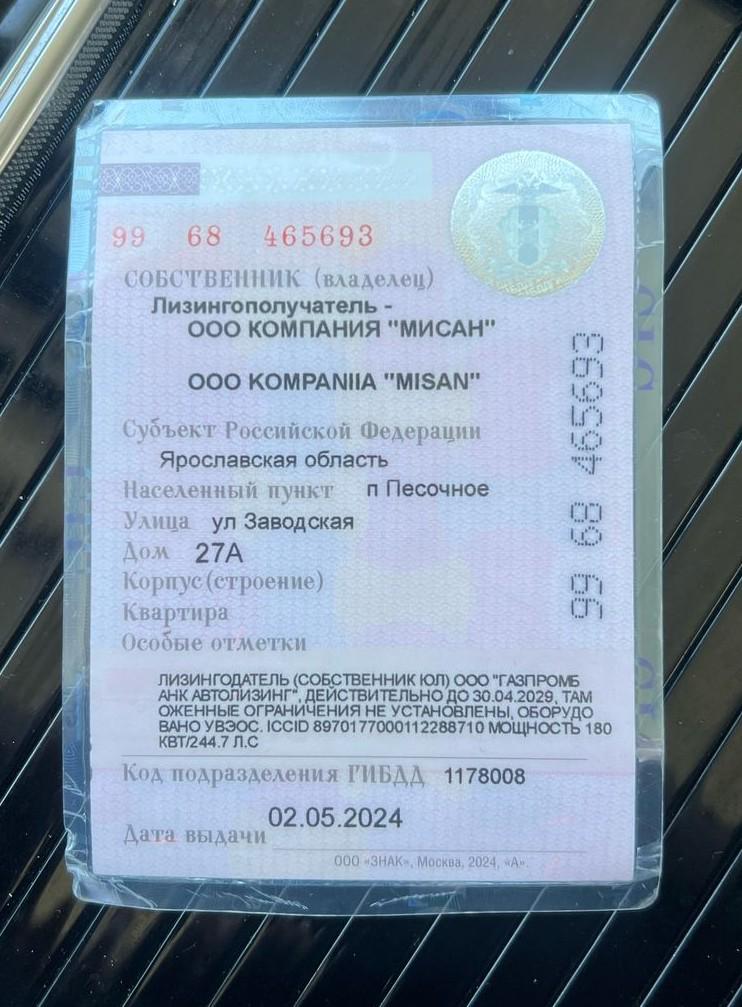 99 68 465693
СОБСТВЕННИК (владелец)
Лизингополучатель -
ООО КОМПАНИЯ "МИСАН"
OOO KOMPANIIA "MISAN"
Субъект Российской Федерации
Ярославская область
Населенный пункт п Песочное
Улица ул Заводская
Дом 27А
Корпус (строение)
Квартира
Особые отметки
ЛИЗИНГОДАТЕЛЬ (СОБСТВЕННИК ЮЛ) ООО "ГАЗПРОМБ
АНК АВТОЛИЗИНГ", ДЕЙСТВИТЕЛЬНО ДО 30.04.2029, ТАМ
ОЖЕННЫЕ ОГРАНИЧЕНИЯ НЕ УСТАНОВЛЕНЫ, ОБОРУДО
ВАНО УВЭОС. ICCID 8970177000112288710 МОЩНОСТЬ 180
КВТ/244.7 Л.С
Код подразделения ГИБДД 1178008
Дата выдачи 02.05.2024
ООО «ЗНАК», Москва, 2024, «А».
99 68 465693